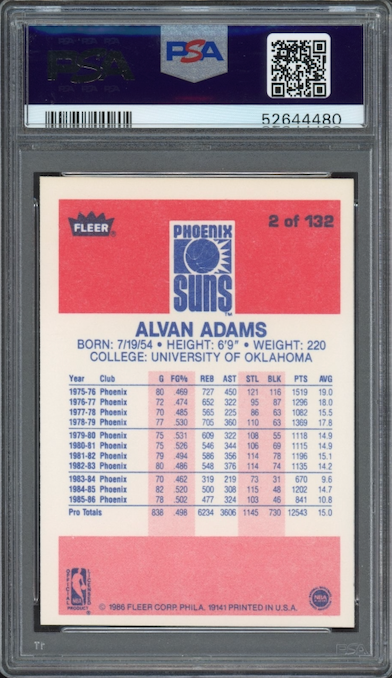 PSA
PSA
52644480
FLEER
PHOENIX
SUNS
TM
2 of 132
ALVAN ADAMS
BORN: 7/19/54 • HEIGHT: 6'9" • WEIGHT: 220
COLLEGE: UNIVERSITY OF OKLAHOMA
Year Club G FG% REB AST STL BLK PTS AVG
1975-76 Phoenix 80 .469 727 450 121 116 1519 19.0
1976-77 Phoenix 72 .474 652 322 95 87 1296 18.0
1977-78 Phoenix 70 .485 565 225 86 63 1082 15.5
1978-79 Phoenix 77 .530 705 360 110 63 1369 17.8
1979-80 Phoenix 75 .531 609 322 108 55 1118 14.9
1980-81 Phoenix 75 .526 546 344 106 69 1115 14.9
1981-82 Phoenix 79 .494 586 356 114 78 1196 15.1
1982-83 Phoenix 80 .486 548 376 114 74 1135 14.2
1983-84 Phoenix 70 .462 319 219 73 31 670 9.6
1984-85 Phoenix 82 .520 500 308 115 48 1202 14.7
1985-86 Phoenix 78 .502 477 324 103 46 841 10.8
Pro Totals 838 .498 6234 3606 1145 730 12543 15.0
© 1986 FLEER CORP. PHILA. 19141 PRINTED IN U.S.A.